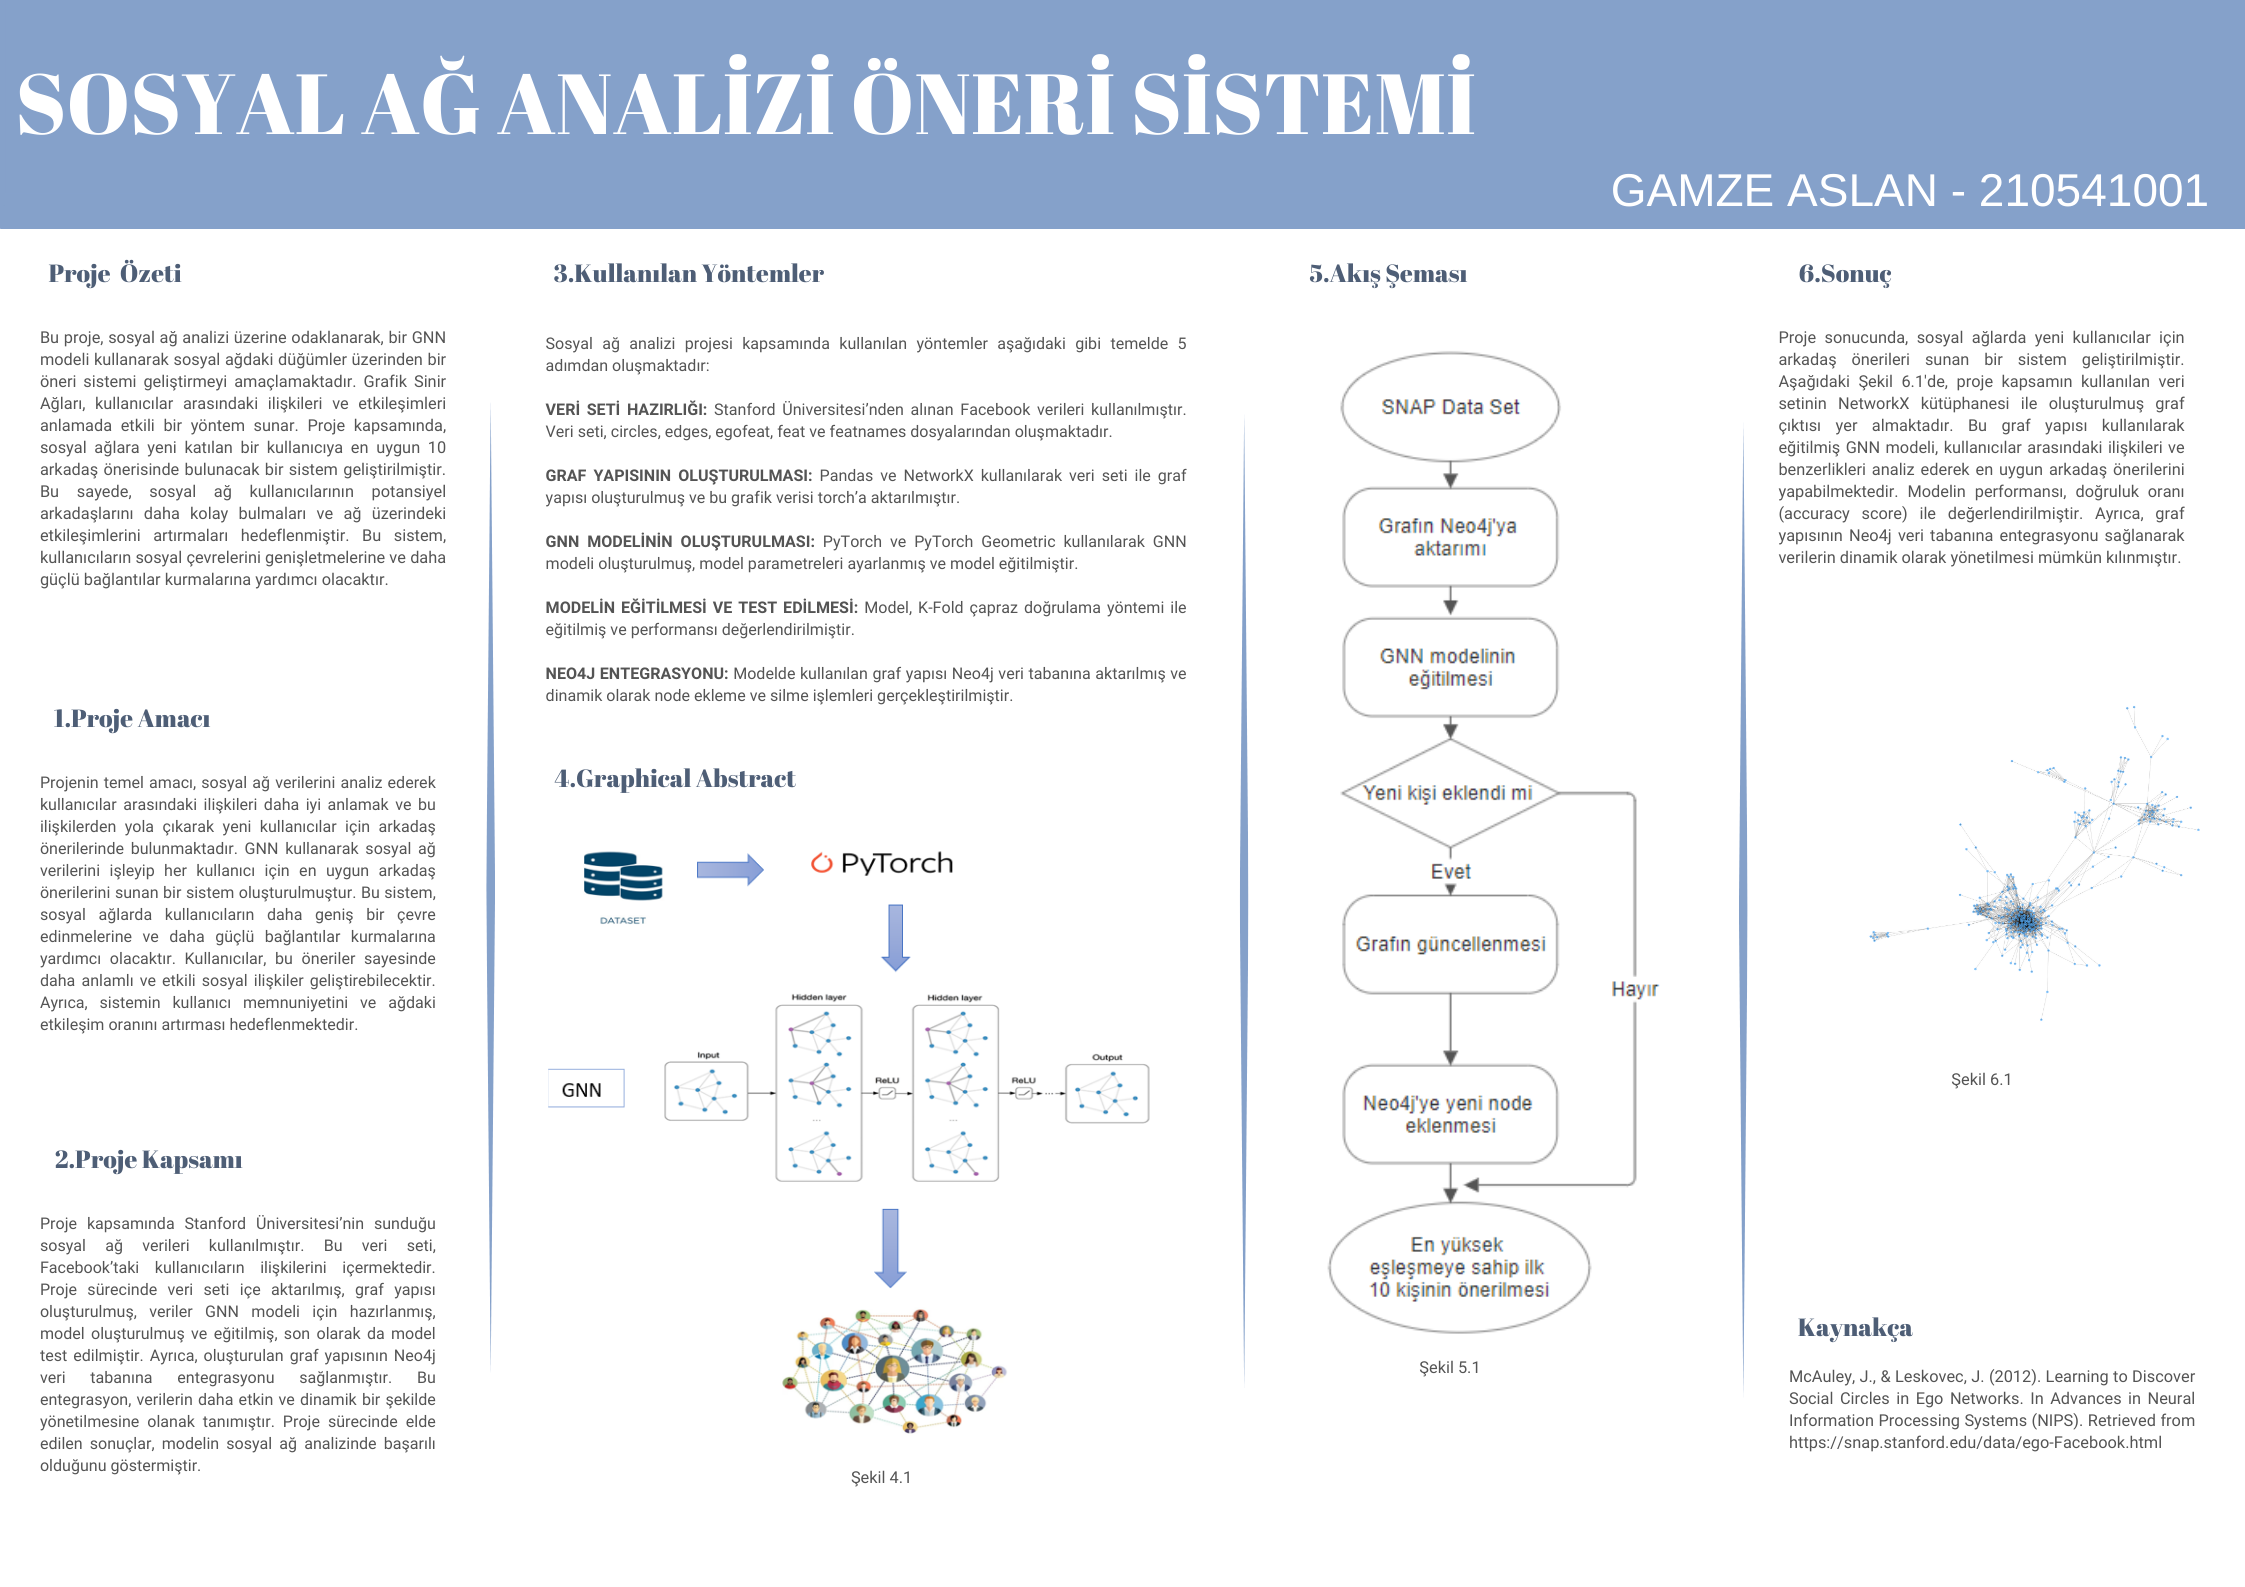 SOSYAL AĞ ANALİZİ ÖNERİ SİSTEMİ
GAMZE ASLAN - 210541001
Proje Özeti
Bu proje, sosyal ağ analizi üzerine odaklanarak, bir GNN
modeli kullanarak sosyal ağdaki düğümler üzerinden bir
öneri sistemi geliştirmeyi amaçlamaktadır. Grafik Sinir
Ağları, kullanıcılar arasındaki ilişkileri ve etkileşimleri
anlamada etkili bir yöntem sunar. Proje kapsamında,
sosyal ağlara yeni katılan bir kullanıcıya en uygun 10
arkadaş önerisinde bulunacak bir sistem geliştirilmiştir.
Bu sayede, sosyal ağ kullanıcılarının potansiyel
arkadaşlarını daha kolay bulmaları ve ağ üzerindeki
etkileşimlerini artırmaları hedeflenmiştir. Bu sistem,
kullanıcıların sosyal çevrelerini genişletmelerine ve daha
güçlü bağlantılar kurmalarına yardımcı olacaktır.
1.Proje Amacı
Projenin temel amacı, sosyal ağ verilerini analiz ederek
kullanıcılar arasındaki ilişkileri daha iyi anlamak ve bu
ilişkilerden yola çıkarak yeni kullanıcılar için arkadaş
önerilerinde bulunmaktadır. GNN kullanarak sosyal ağ
verilerini işleyip her kullanıcı için en uygun arkadaş
önerilerini sunan bir sistem oluşturulmuştur. Bu sistem,
sosyal ağlarda kullanıcıların daha geniş bir çevre
edinmelerine ve daha güçlü bağlantılar kurmalarına
yardımcı olacaktır. Kullanıcılar, bu öneriler sayesinde
daha anlamlı ve etkili sosyal ilişkiler geliştirebilecektir.
Ayrıca, sistemin kullanıcı memnuniyetini ve ağdaki
etkileşim oranını artırması hedeflenmektedir.
2.Proje Kapsamı
Proje kapsamında Stanford Üniversitesi’nin sunduğu
sosyal ağ verileri kullanılmıştır. Bu veri seti,
Facebook’taki kullanıcıların ilişkilerini içermektedir.
Proje sürecinde veri seti içe aktarılmış, graf yapısı
oluşturulmuş, veriler GNN modeli için hazırlanmış,
model oluşturulmuş ve eğitilmiş, son olarak da model
test edilmiştir. Ayrıca, oluşturulan graf yapısının Neo4j
veri tabanına entegrasyonu sağlanmıştır. Bu
entegrasyon, verilerin daha etkin ve dinamik bir şekilde
yönetilmesine olanak tanımıştır. Proje sürecinde elde
edilen sonuçlar, modelin sosyal ağ analizinde başarılı
olduğunu göstermiştir.
3.Kullanılan Yöntemler
Sosyal ağ analizi projesi kapsamında kullanılan yöntemler aşağıdaki gibi temelde 5
adımdan oluşmaktadır:
VERİ SETİ HAZIRLIĞI: Stanford Üniversitesi’nden alınan Facebook verileri kullanılmıştır.
Veri seti, circles, edges, egofeat, feat ve featnames dosyalarından oluşmaktadır.
GRAF YAPISININ OLUŞTURULMASI: Pandas ve NetworkX kullanılarak veri seti ile graf
yapısı oluşturulmuş ve bu grafik verisi torch’a aktarılmıştır.
GNN MODELİNİN OLUŞTURULMASI: PyTorch ve PyTorch Geometric kullanılarak GNN
modeli oluşturulmuş, model parametreleri ayarlanmış ve model eğitilmiştir.
MODELİN EĞİTİLMESİ VE TEST EDİLMESİ: Model, K-Fold çapraz doğrulama yöntemi ile
eğitilmiş ve performansı değerlendirilmiştir.
NEO4J ENTEGRASYONU: Modelde kullanılan graf yapısı Neo4j veri tabanına aktarılmış ve
dinamik olarak node ekleme ve silme işlemleri gerçekleştirilmiştir.
4.Graphical Abstract
DATASET
PyTorch
GNN
Input
Hidden layer
ReLU
Hidden layer
ReLU
Output
Şekil 4.1
5.Akış Şeması
SNAP Data Set
Grafın Neo4j'ya
aktarımı
GNN modelinin
eğitilmesi
Yeni kişi eklendi mi
Evet
Grafın güncellenmesi
Hayır
Neo4j'ye yeni node
eklenmesi
En yüksek
eşleşmeye sahip ilk
10 kişinin önerilmesi
Şekil 5.1
6.Sonuç
Proje sonucunda, sosyal ağlarda yeni kullanıcılar için
arkadaş önerileri sunan bir sistem geliştirilmiştir.
Aşağıdaki Şekil 6.1'de, proje kapsamın kullanılan veri
setinin NetworkX kütüphanesi ile oluşturulmuş graf
çıktısı yer almaktadır. Bu graf yapısı kullanılarak
eğitilmiş GNN modeli, kullanıcılar arasındaki ilişkileri ve
benzerlikleri analiz ederek en uygun arkadaş önerilerini
yapabilmektedir. Modelin performansı, doğruluk oranı
(accuracy score) ile değerlendirilmiştir. Ayrıca, graf
yapısının Neo4j veri tabanına entegrasyonu sağlanarak
verilerin dinamik olarak yönetilmesi mümkün kılınmıştır.
Şekil 6.1
Kaynakça
McAuley, J., & Leskovec, J. (2012). Learning to Discover
Social Circles in Ego Networks. In Advances in Neural
Information Processing Systems (NIPS). Retrieved from
https://snap.stanford.edu/data/ego-Facebook.html